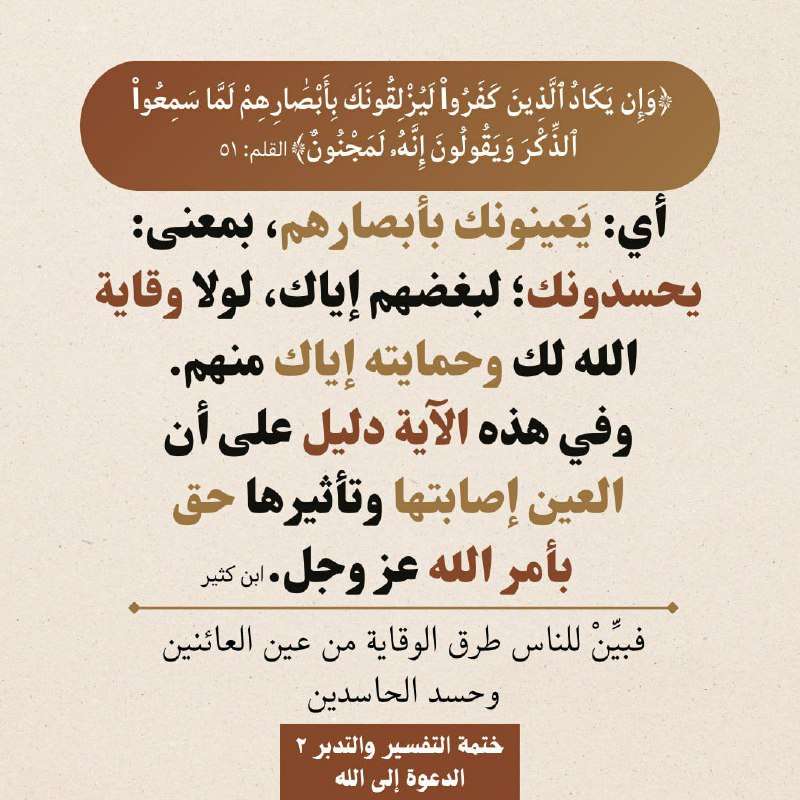 ﴿وَإِن يَكَادُ ٱلَّذِينَ كَفَرُوا۟ لَيُزْلِقُونَكَ بِأَبْصَٰرِهِمْ لَمَّا سَمِعُوا۟
ٱلذِّكْرَ وَيَقُولُونَ إِنَّهُۥ لَمَجْنُونٌ﴾ القلم: ٥١
أي: يَعينونك بأبصارهم، بمعنى:
يحسدونك؛ لبغضهم إياك، لولا وقاية
الله لك وحمايته إياك منهم.
وفي هذه الآية دليل على أن
العين إصابتها وتأثيرها حق
بأمر الله عز وجل. ابن كثير
فبيِّنْ للناس طرق الوقاية من عين العائنين
وحسد الحاسدين
ختمة التفسير والتدبر ٢
الدعوة إلى الله